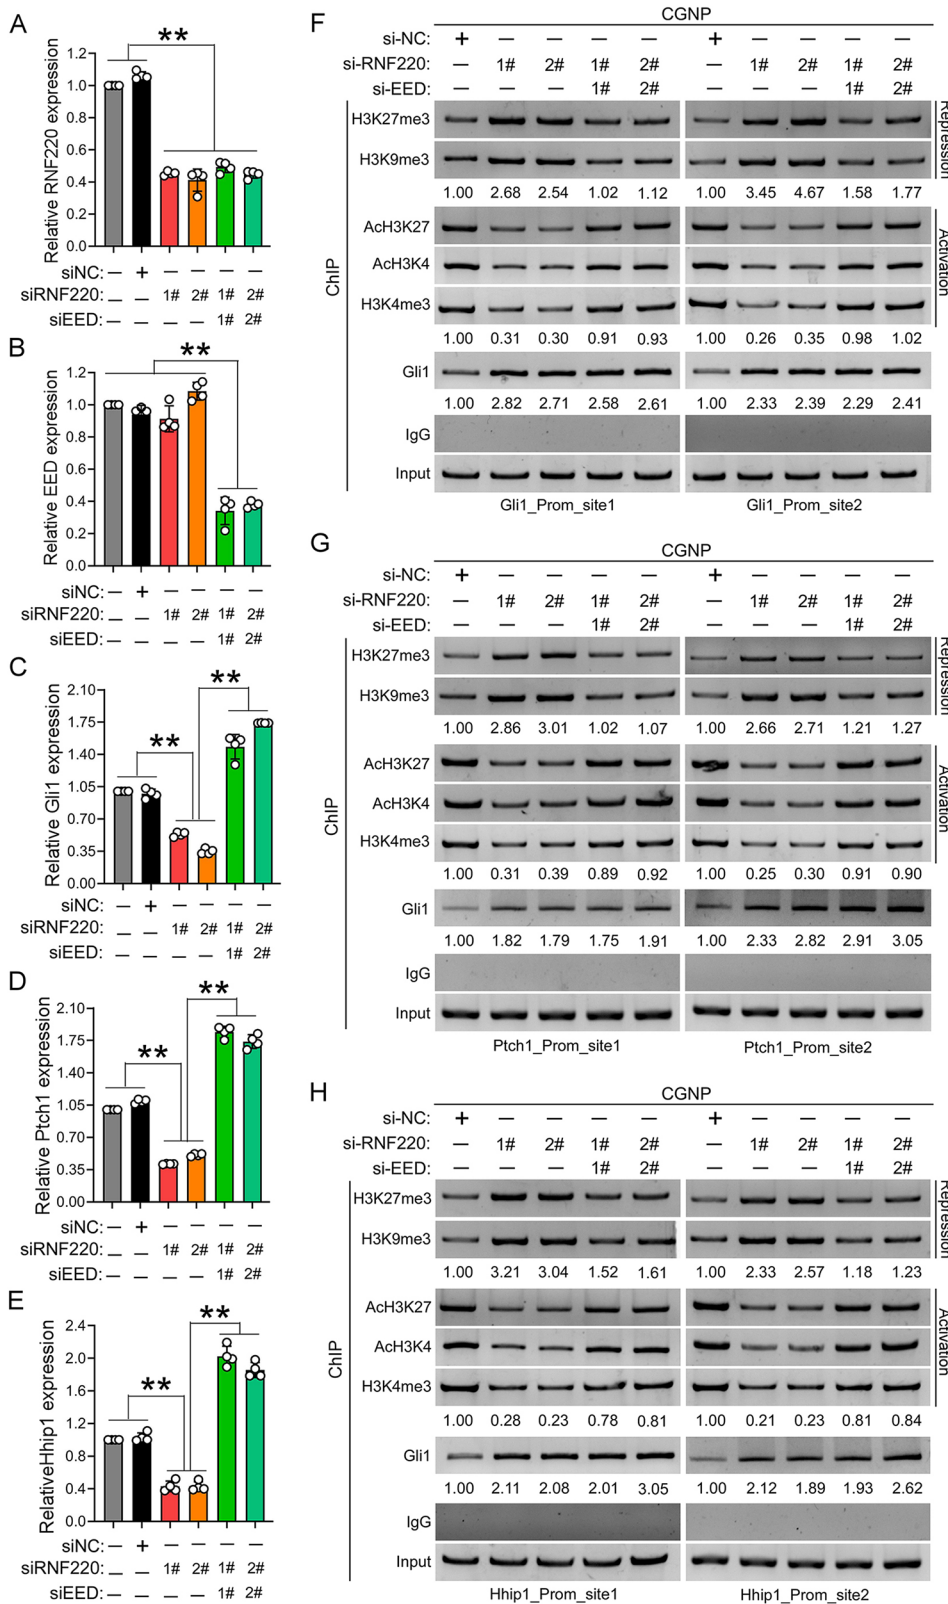 A
Relative RNF220 expression
**
1.2
1.0
0.8
0.6
0.4
0.2
0.0
siNC: — + — — — —
siRNF220: — — 1# 2# 1# 2#
siEED: — — — — 1# 2#
B
Relative EED expression
**
1.2
1.0
0.8
0.6
0.4
0.2
0.0
siNC: — + — — — —
siRNF220: — — 1# 2# 1# 2#
siEED: — — — — 1# 2#
C
Relative Gli1 expression
**
**
2.10
1.75
1.40
1.05
0.70
0.35
0.00
siNC: — + — — — —
siRNF220: — — 1# 2# 1# 2#
siEED: — — — — 1# 2#
D
Relative Ptch1 expression
**
**
2.10
1.75
1.40
1.05
0.70
0.35
0.00
siNC: — + — — — —
siRNF220: — — 1# 2# 1# 2#
siEED: — — — — 1# 2#
E
RelativeHhip1 expression
**
**
2.4
2.0
1.6
1.2
0.8
0.4
0.0
siNC: — + — — — —
siRNF220: — — 1# 2# 1# 2#
siEED: — — — — 1# 2#
F
CGNP
si-NC: + — — — — + — — — —
si-RNF220: — 1# 2# 1# 2# — 1# 2# 1# 2#
si-EED: — — — 1# 2# — — — 1# 2#
ChIP
H3K27me3
Repression
H3K9me3
1.00 2.68 2.54 1.02 1.12 1.00 3.45 4.67 1.58 1.77
AcH3K27
Activation
AcH3K4
H3K4me3
1.00 0.31 0.30 0.91 0.93 1.00 0.26 0.35 0.98 1.02
Gli1
1.00 2.82 2.71 2.58 2.61 1.00 2.33 2.39 2.29 2.41
IgG
Input
Gli1_Prom_site1 Gli1_Prom_site2
G
CGNP
si-NC: + — — — — + — — — —
si-RNF220: — 1# 2# 1# 2# — 1# 2# 1# 2#
si-EED: — — — 1# 2# — — — 1# 2#
ChIP
H3K27me3
Repression
H3K9me3
1.00 2.86 3.01 1.02 1.07 1.00 2.66 2.71 1.21 1.27
AcH3K27
Activation
AcH3K4
H3K4me3
1.00 0.31 0.39 0.89 0.92 1.00 0.25 0.30 0.91 0.90
Gli1
1.00 1.82 1.79 1.75 1.91 1.00 2.33 2.82 2.91 3.05
IgG
Input
Ptch1_Prom_site1 Ptch1_Prom_site2
H
CGNP
si-NC: + — — — — + — — — —
si-RNF220: — 1# 2# 1# 2# — 1# 2# 1# 2#
si-EED: — — — 1# 2# — — — 1# 2#
ChIP
H3K27me3
Repression
H3K9me3
1.00 3.21 3.04 1.52 1.61 1.00 2.33 2.57 1.18 1.23
AcH3K27
Activation
AcH3K4
H3K4me3
1.00 0.28 0.23 0.78 0.81 1.00 0.21 0.23 0.81 0.84
Gli1
1.00 2.11 2.08 2.01 3.05 1.00 2.12 1.89 1.93 2.62
IgG
Input
Hhip1_Prom_site1 Hhip1_Prom_site2